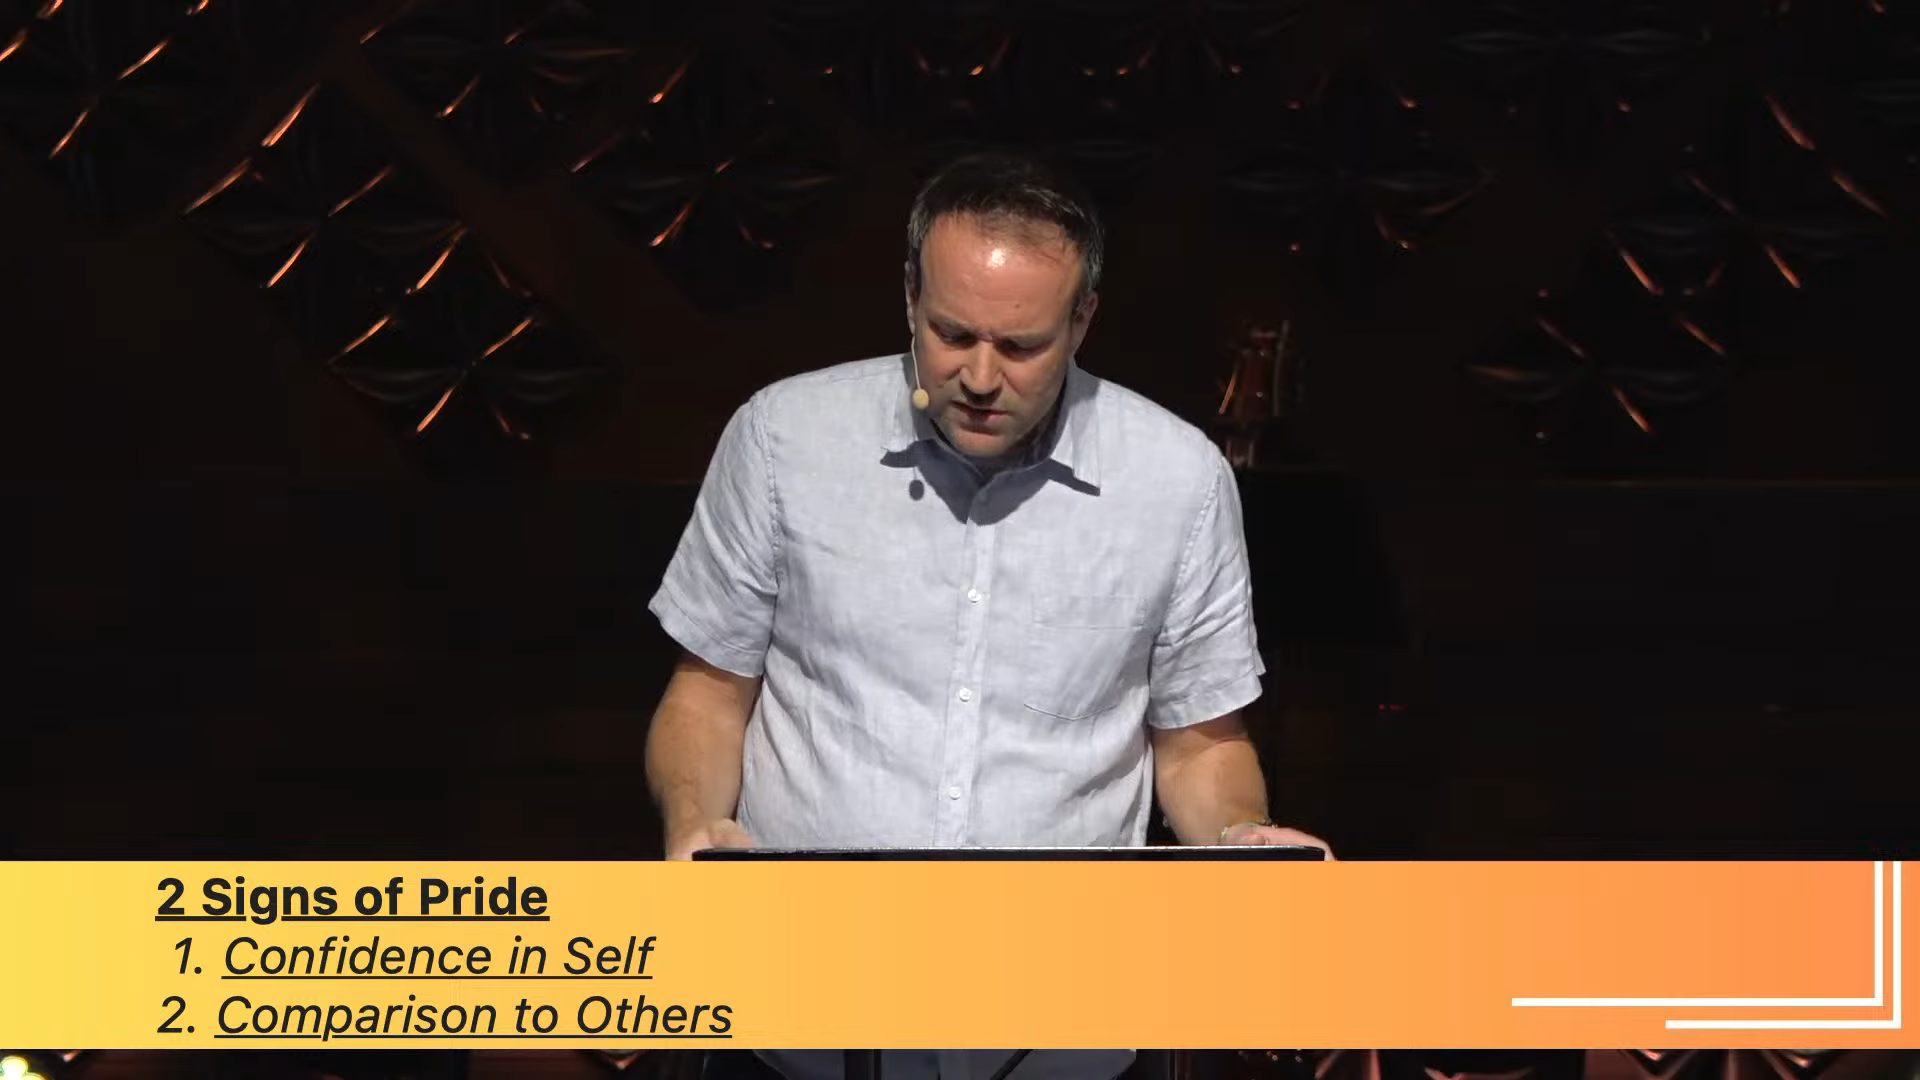 2 Signs of Pride
1. Confidence in Self
2. Comparison to Others